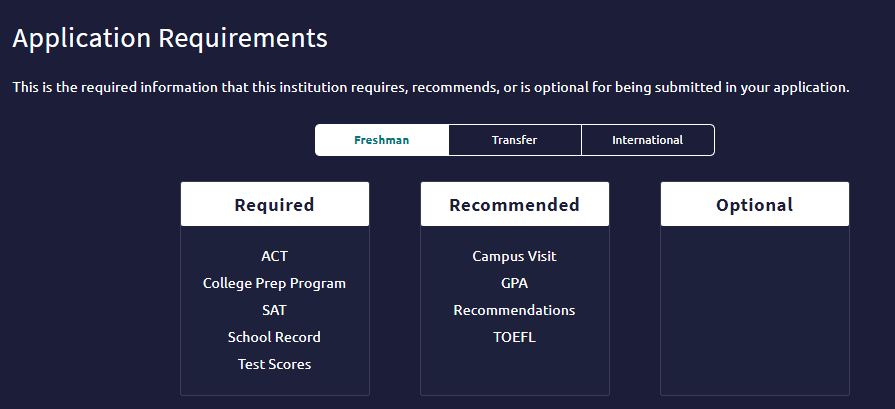 Application Requirements
This is the required information that this institution requires, recommends, or is optional for being submitted in your application.
Freshman
Transfer
International
Required
ACT
College Prep Program
SAT
School Record
Test Scores
Recommended
Campus Visit
GPA
Recommendations
TOEFL
Optional